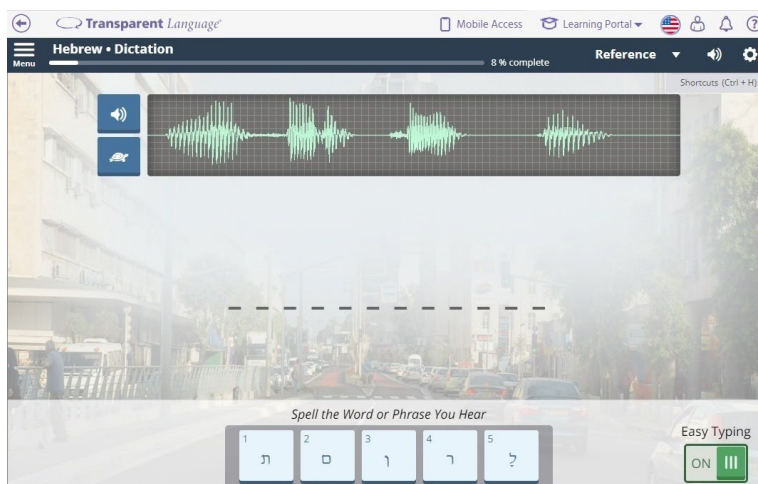 Transparent Language®
Mobile Access
Learning Portal
Menu
Hebrew • Dictation
8 % complete
Reference
Shortcuts (Ctrl + H)
Spell the Word or Phrase You Hear
1 ת
2 ם
3 ן
4 ר
5 לָ
Easy Typing
ON